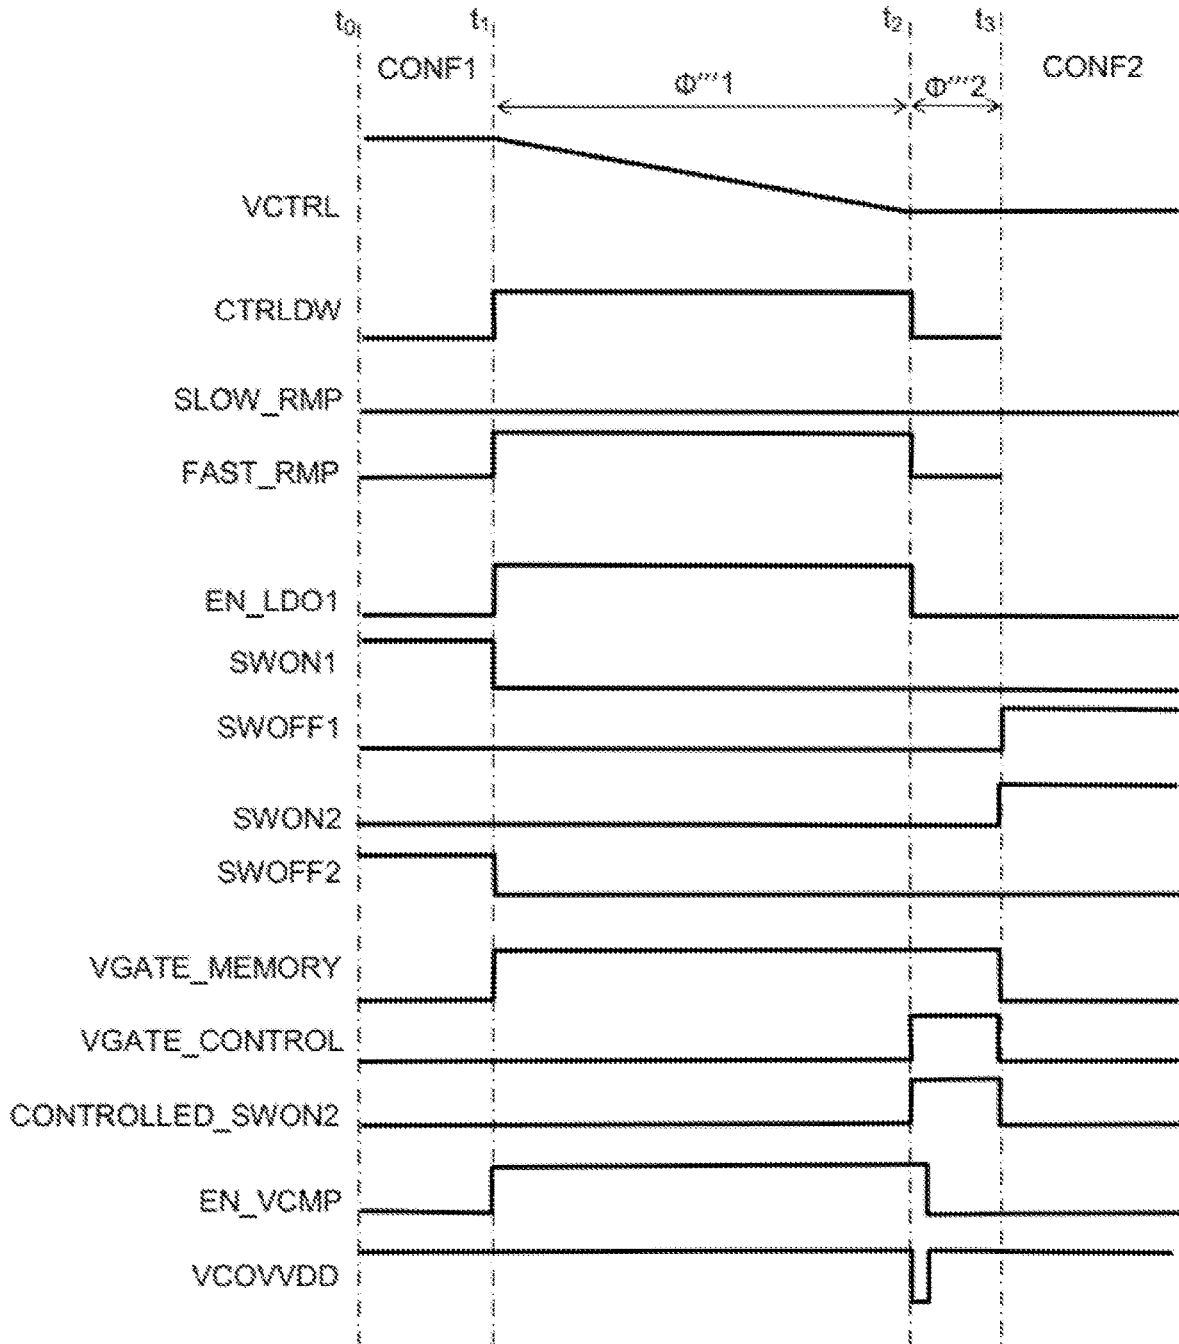 t0 t1 t2 t3
CONF1 Φ''''1 Φ''''2 CONF2
VCTRL
CTRLDW
SLOW_RMP
FAST_RMP
EN_LDO1
SWON1
SWOFF1
SWON2
SWOFF2
VGATE_MEMORY
VGATE_CONTROL
CONTROLLED_SWON2
EN_VCMP
VCOVVDD